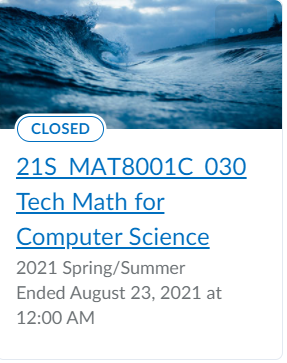 CLOSED
21S_MAT8001C_030
Tech Math for
Computer Science
2021 Spring/Summer
Ended August 23, 2021 at
12:00 AM